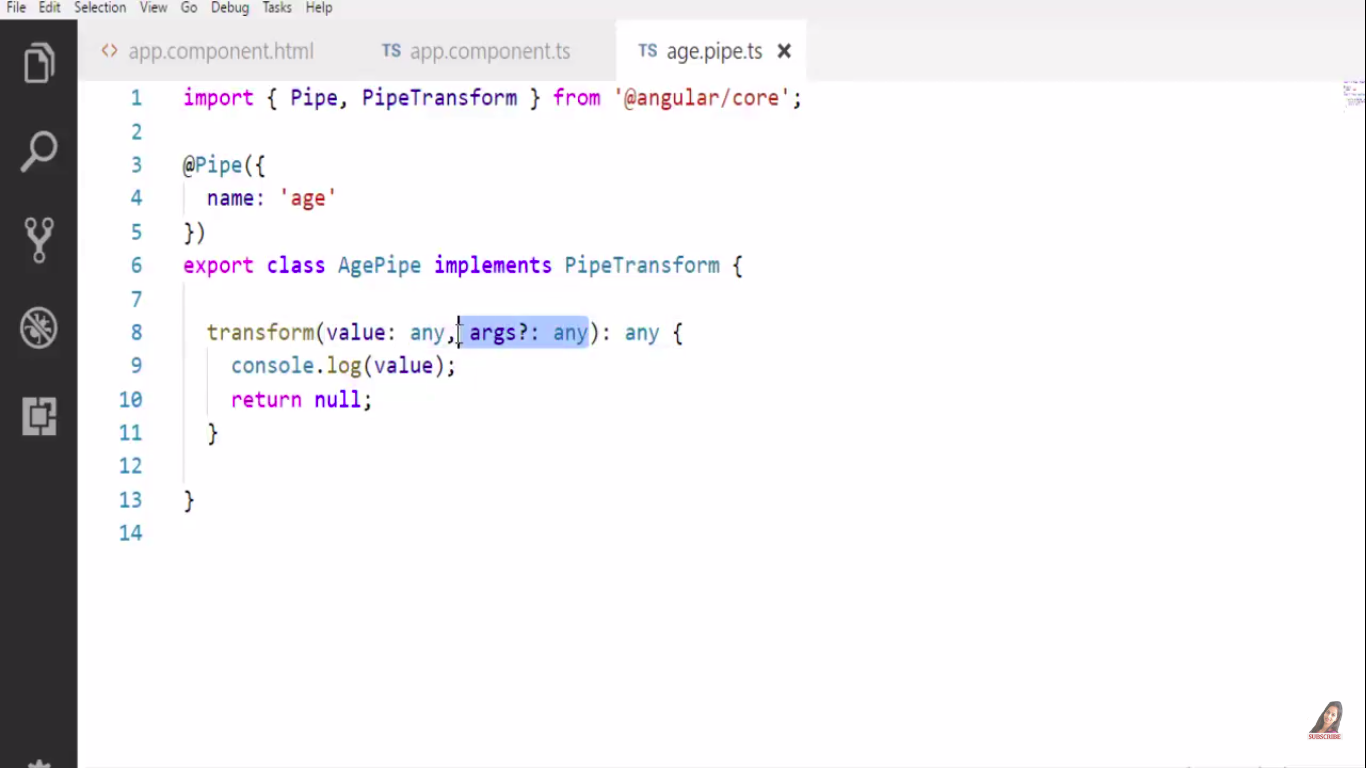 File Edit Selection View Go Debug Tasks Help
<> app.component.html TS app.component.ts TS age.pipe.ts ×
1 import { Pipe, PipeTransform } from '@angular/core';
2
3 @Pipe({
4 name: 'age'
5 })
6 export class AgePipe implements PipeTransform {
7
8 transform(value: any, args?: any): any {
9 console.log(value);
10 return null;
11 }
12
13 }
14
SUBSCRIBE